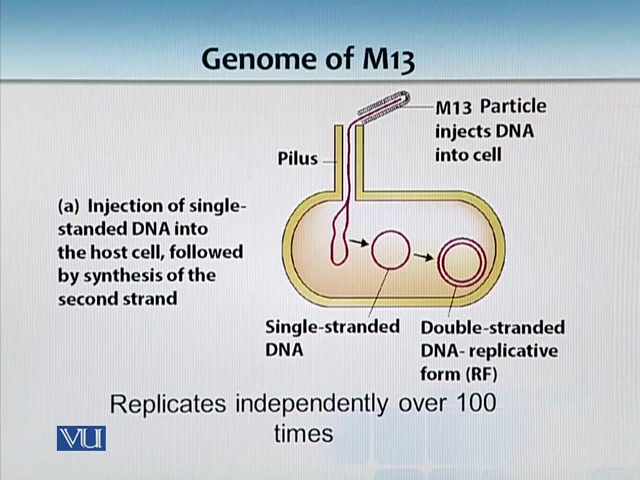 Genome of M13
M13 Particle
injects DNA
into cell
Pilus
(a) Injection of single-
standed DNA into
the host cell, followed
by synthesis of the
second strand
Single-stranded
DNA
Double-stranded
DNA- replicative
form (RF)
Replicates independently over 100
times
VU